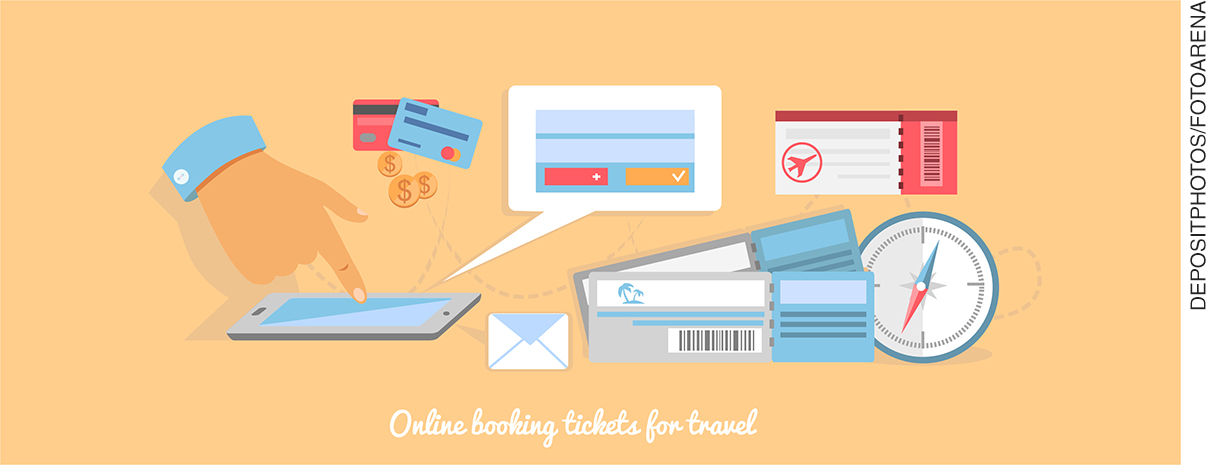 Online booking tickets for travel
DEPOSITPHOTOS/FOTOARENA